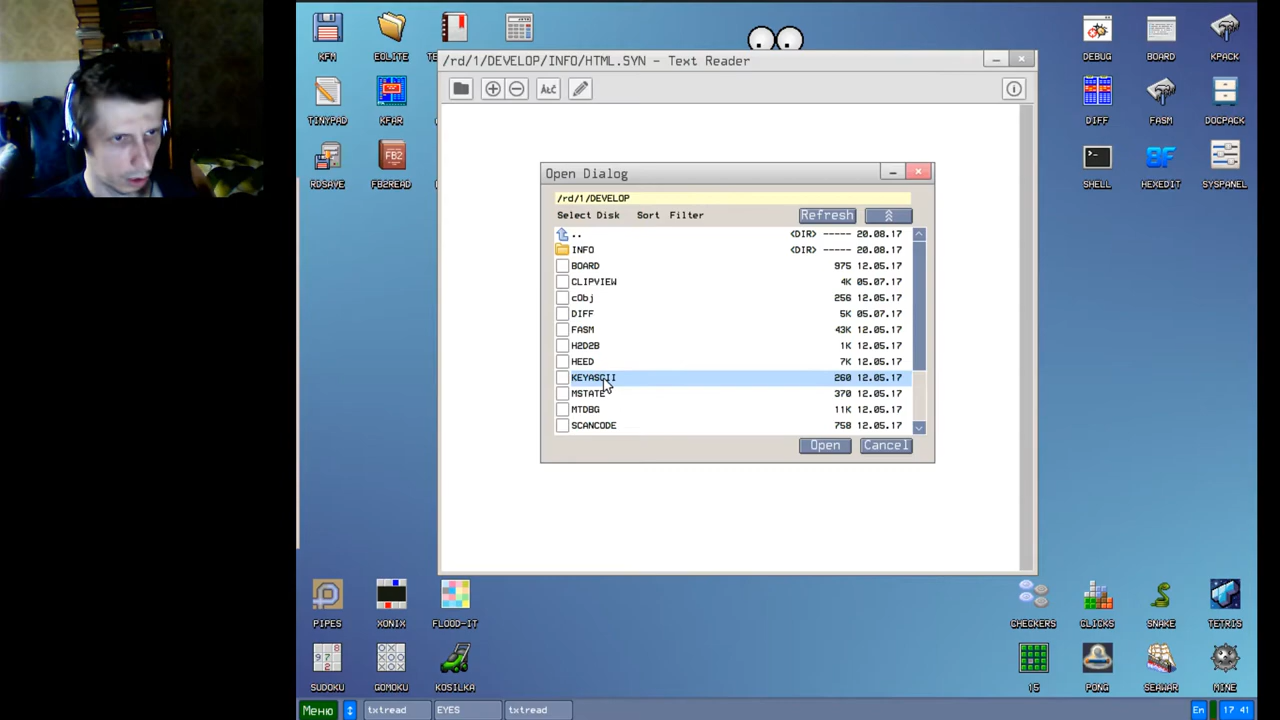 KFM
EOLITE
DEBUG
BOARD
KPACK
/rd/1/DEVELOP/INFO/HTML.SYN - Text Reader
TINYPAD
KFAR
DIFF
FASM
DOCPACK
RDSAVE
FB2
FB2READ
SHELL
HEXEDIT
SYSPANEL
Open Dialog
/rd/1/DEVELOP
Select Disk Sort Filter Refresh
.. <DIR> ----- 20.08.17
INFO <DIR> ----- 20.08.17
BOARD 975 12.05.17
CLIPVIEW 4K 05.07.17
cObj 256 12.05.17
DIFF 5K 05.07.17
FASM 43K 12.05.17
H2D2B 1K 12.05.17
HEED 7K 12.05.17
KEYASCII 260 12.05.17
MSTATE 370 12.05.17
MTDBG 11K 12.05.17
SCANCODE 758 12.05.17
Open Cancel
PIPES
XONIX
FLOOD-IT
CHECKERS
CLICKS
SNAKE
TETRIS
SUDOKU
GOMOKU
KOSILKA
15
PONG
SEAWAR
MINE
Меню txtread EYES txtread En 17 41